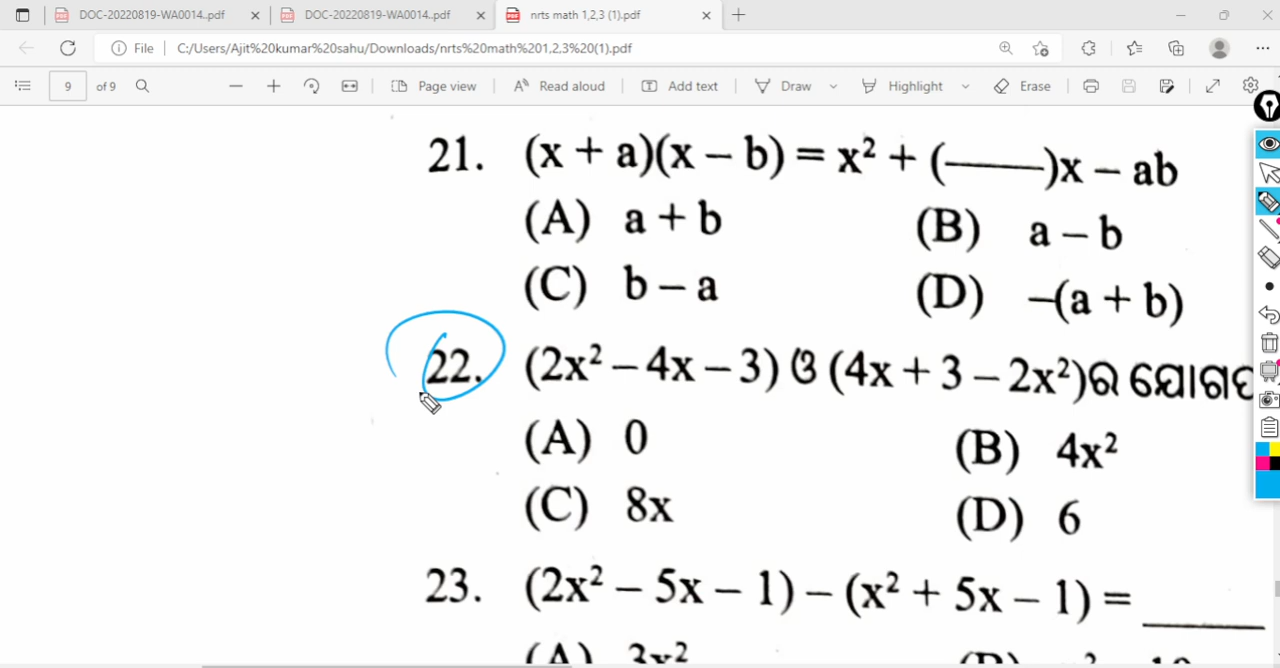 DOC-20220819-WA0014..pdf
DOC-20220819-WA0014..pdf
nrts math 1,2,3 (1).pdf
File
C:/Users/Ajit%20kumar%20sahu/Downloads/nrts%20math%201,2,3%20(1).pdf
9 of 9
Page view
Read aloud
Add text
Draw
Highlight
Erase
21. (x + a)(x – b) = x² + (———)x – ab
(A) a + b (B) a – b
(C) b – a (D) –(a + b)
22. (2x² – 4x – 3) ଓ (4x + 3 – 2x²)ର
(A) 0 (B) 4x²
(C) 8x (D) 6
23. (2x² – 5x – 1) – (x² + 5x – 1) = ______
(A) 3x²